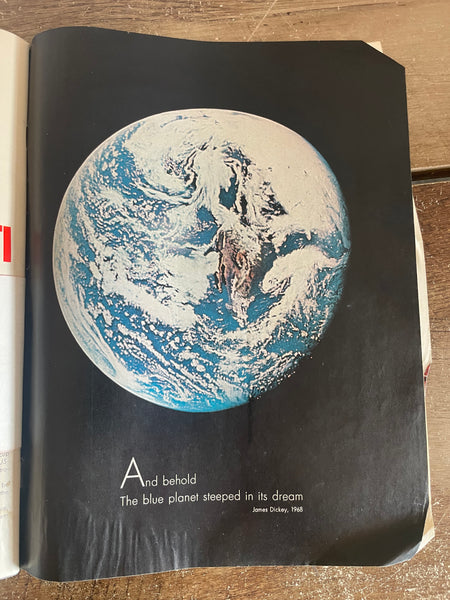 And behold
The blue planet steeped in its dream
James Dickey, 1968